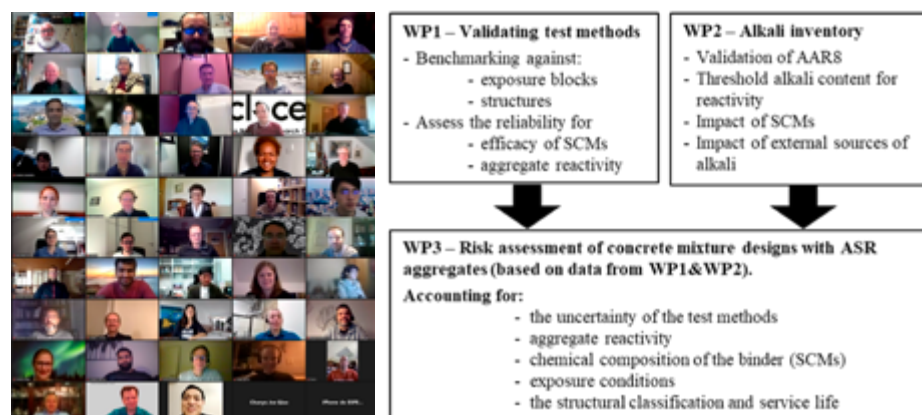 clace
WP1 – Validating test methods
- Benchmarking against:
- exposure blocks
- structures
- Assess the reliability for
- efficacy of SCMs
- aggregate reactivity
WP2 – Alkali inventory
- Validation of AAR8
- Threshold alkali content for
reactivity
- Impact of SCMs
- Impact of external sources of
alkali
WP3 – Risk assessment of concrete mixture designs with ASR
aggregates (based on data from WP1&WP2).
Accounting for:
- the uncertainty of the test methods
- aggregate reactivity
- chemical composition of the binder (SCMs)
- exposure conditions
- the structural classification and service life